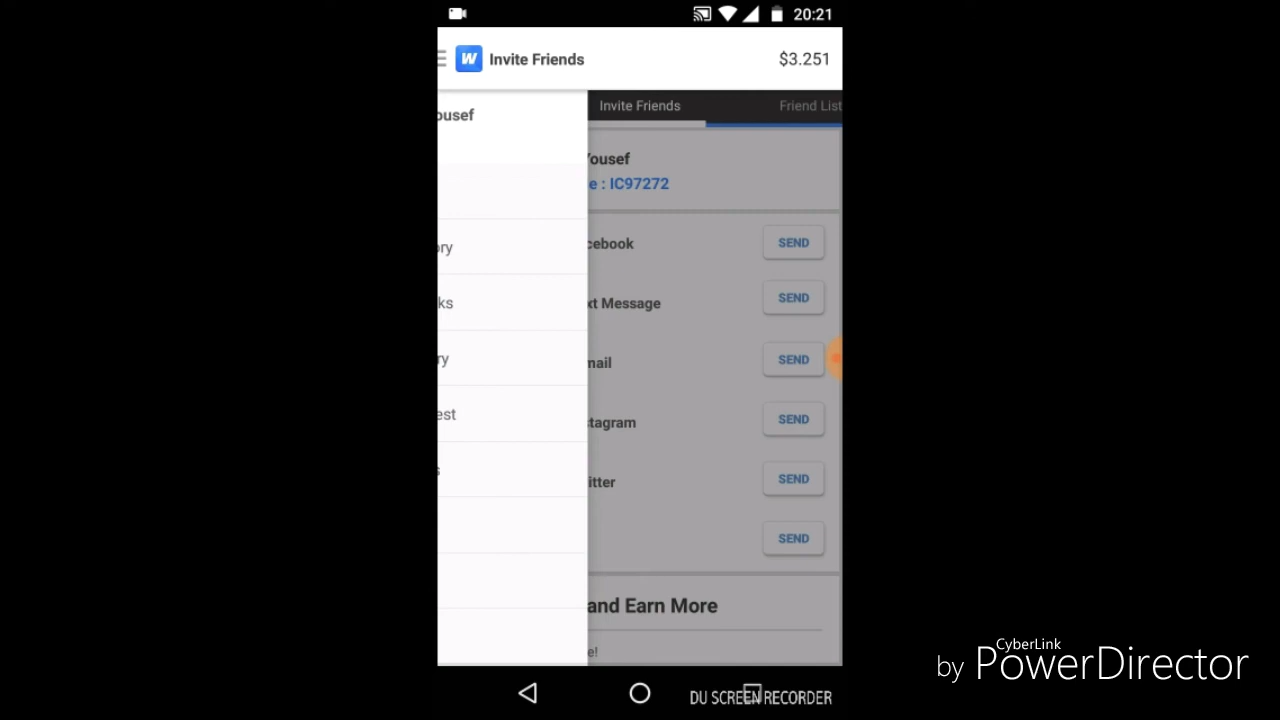 20:21
W Invite Friends $3.251
ousef
Invite Friends Friend List
Yousef
e : IC97272
ory
cebook SEND
ks
xt Message SEND
ry
mail SEND
est
stagram SEND
s
itter SEND
SEND
and Earn More
e!
CyberLink
by PowerDirector
DU SCREEN RECORDER